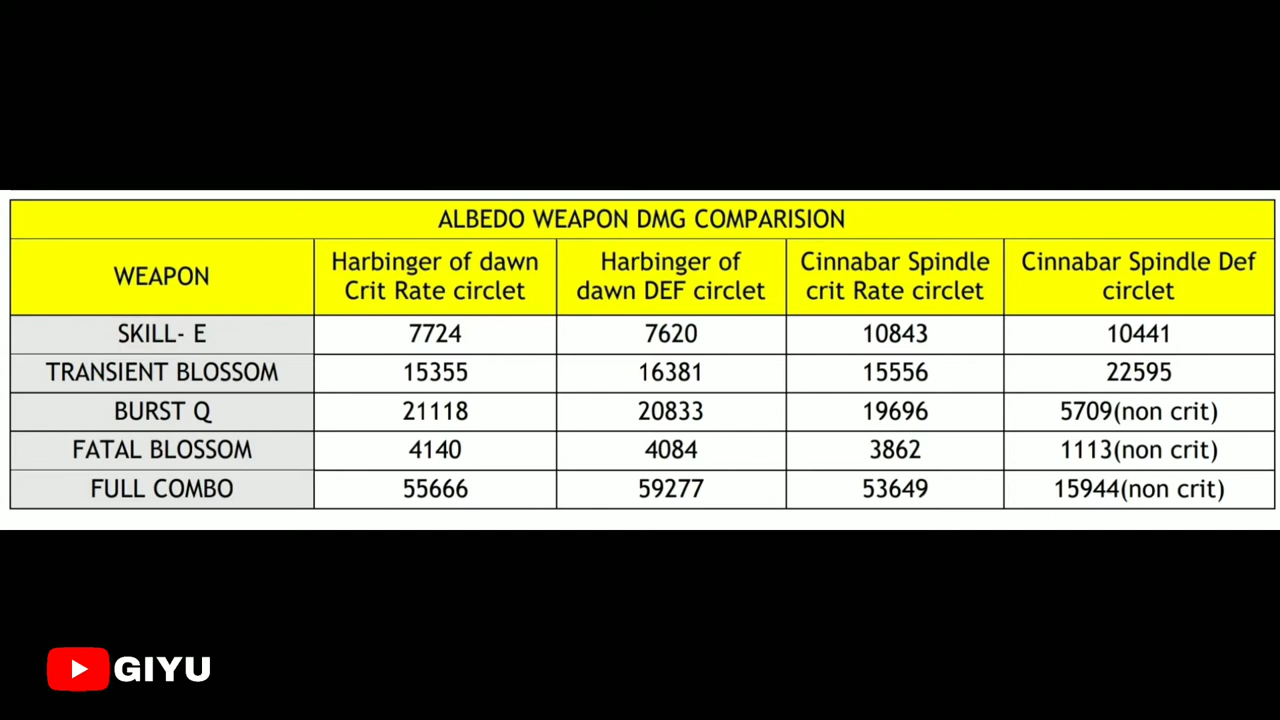 ALBEDO WEAPON DMG COMPARISION
WEAPON
Harbinger of dawn
Crit Rate circlet
Harbinger of
dawn DEF circlet
Cinnabar Spindle
crit Rate circlet
Cinnabar Spindle Def
circlet
SKILL- E 7724 7620 10843 10441
TRANSIENT BLOSSOM 15355 16381 15556 22595
BURST Q 21118 20833 19696 5709(non crit)
FATAL BLOSSOM 4140 4084 3862 1113(non crit)
FULL COMBO 55666 59277 53649 15944(non crit)
GIYU